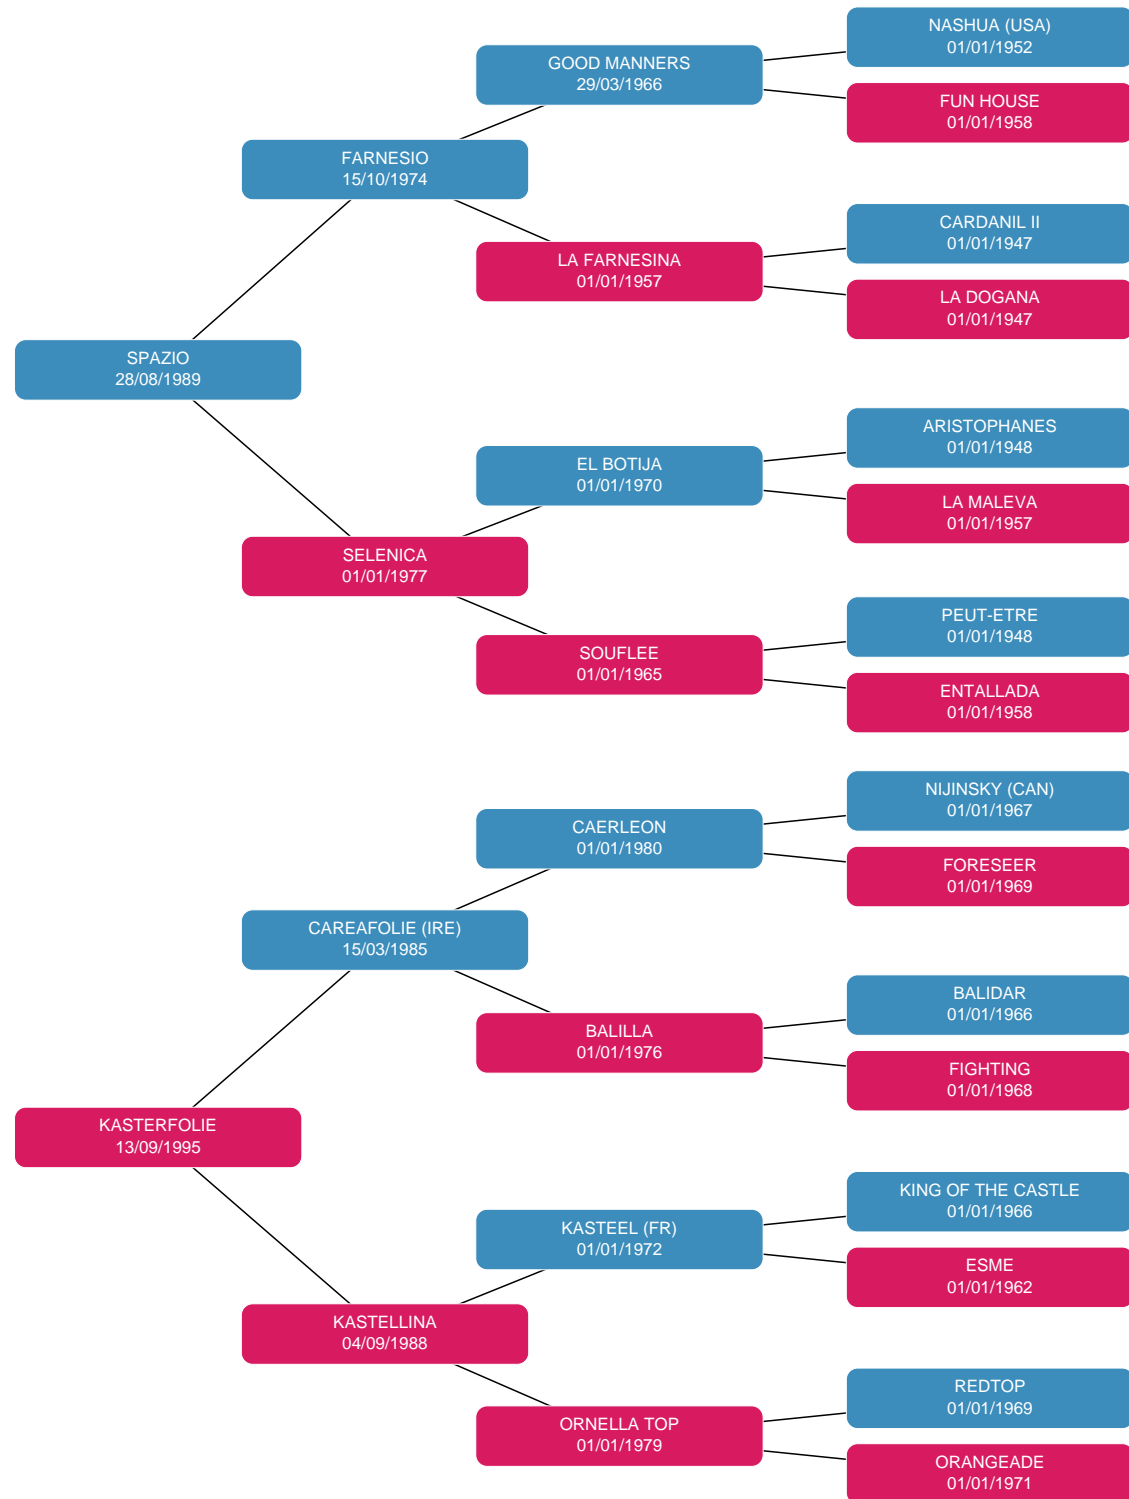 NASHUA (USA)
01/01/1952
GOOD MANNERS
29/03/1966
FUN HOUSE
01/01/1958
FARNESIO
15/10/1974
CARDANIL II
01/01/1947
LA FARNESINA
01/01/1957
LA DOGANA
01/01/1947
SPAZIO
28/08/1989
ARISTOPHANES
01/01/1948
EL BOTIJA
01/01/1970
LA MALEVA
01/01/1957
SELENICA
01/01/1977
PEUT-ETRE
01/01/1948
SOUFLEE
01/01/1965
ENTALLADA
01/01/1958
NIJINSKY (CAN)
01/01/1967
CAERLEON
01/01/1980
FORESEER
01/01/1969
CAREAFOLIE (IRE)
15/03/1985
BALIDAR
01/01/1966
BALILLA
01/01/1976
FIGHTING
01/01/1968
KASTERFOLIE
13/09/1995
KING OF THE CASTLE
01/01/1966
KASTEEL (FR)
01/01/1972
ESME
01/01/1962
KASTELLINA
04/09/1988
REDTOP
01/01/1969
ORNELLA TOP
01/01/1979
ORANGEADE
01/01/1971